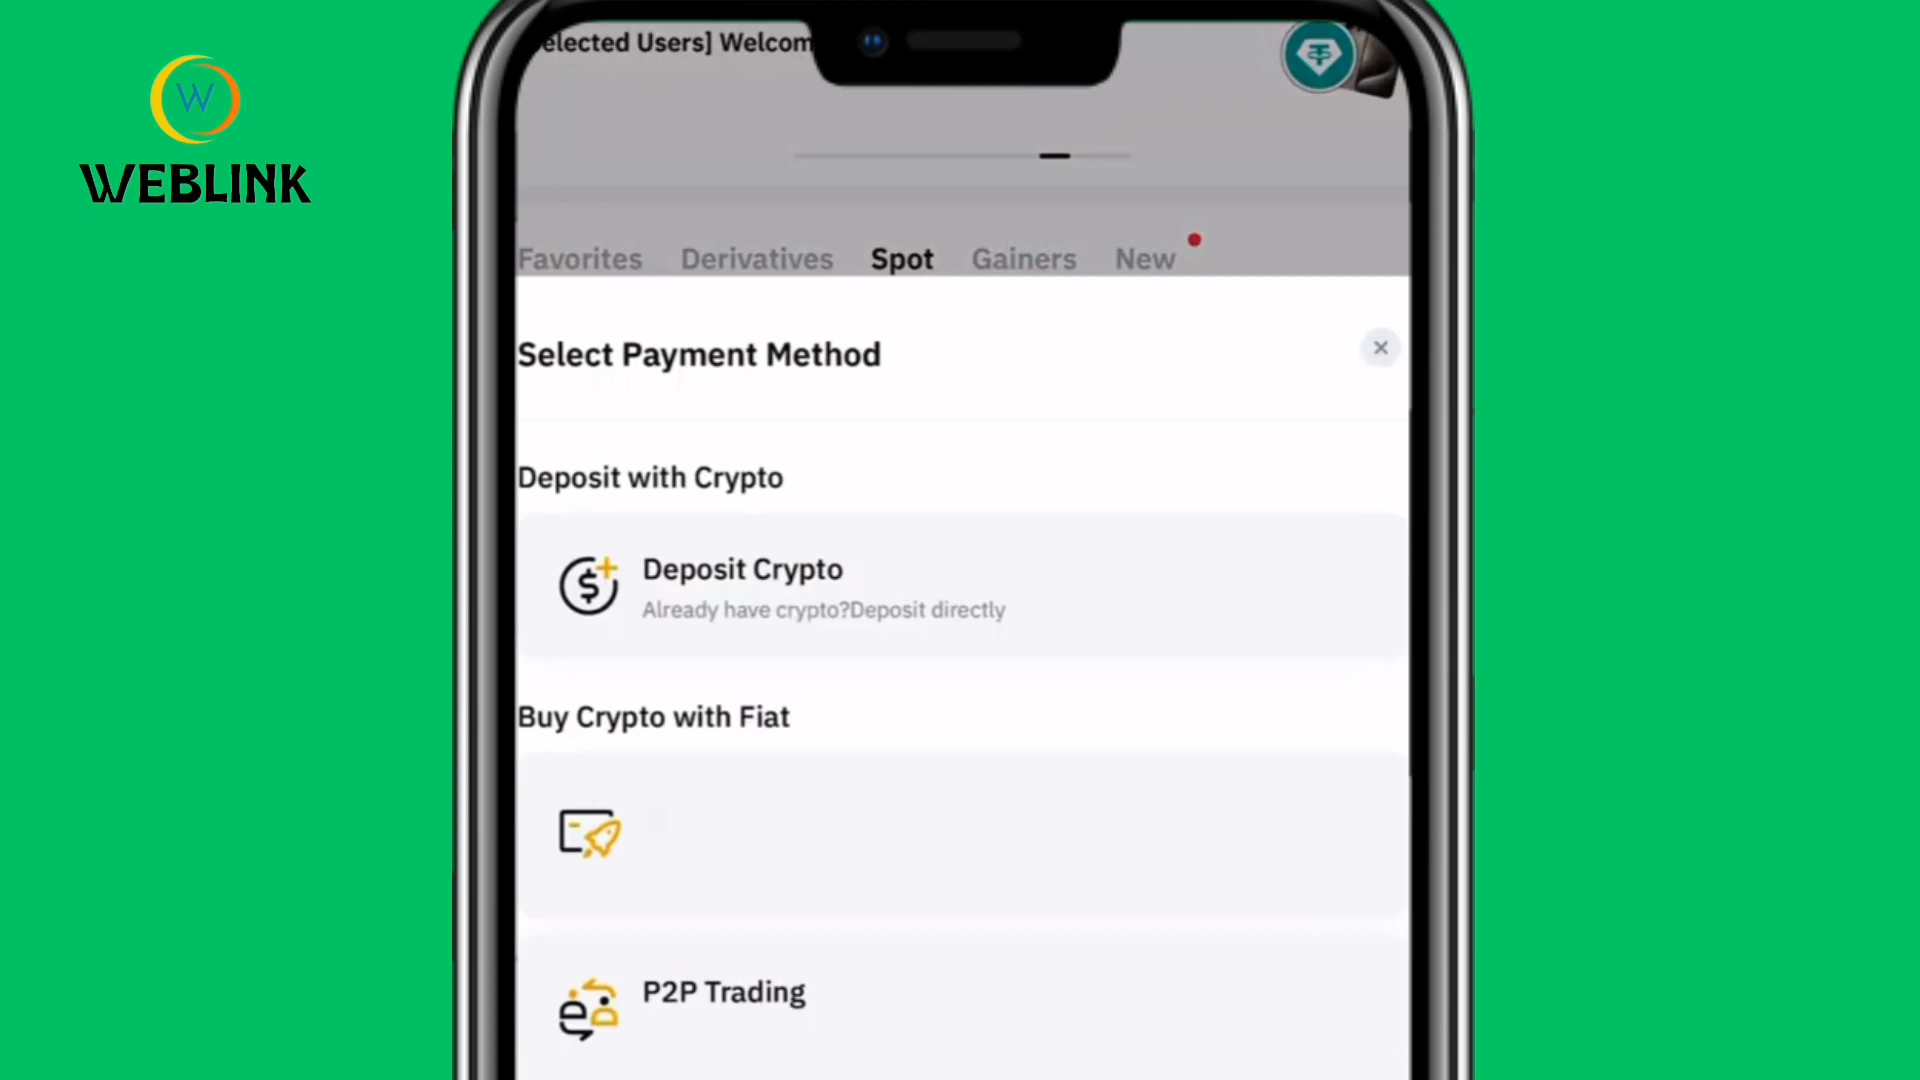 W
WEBLINK
elected Users] Welcom
Favorites Derivatives Spot Gainers New
Select Payment Method
Deposit with Crypto
Deposit Crypto
Already have crypto?Deposit directly
Buy Crypto with Fiat
P2P Trading